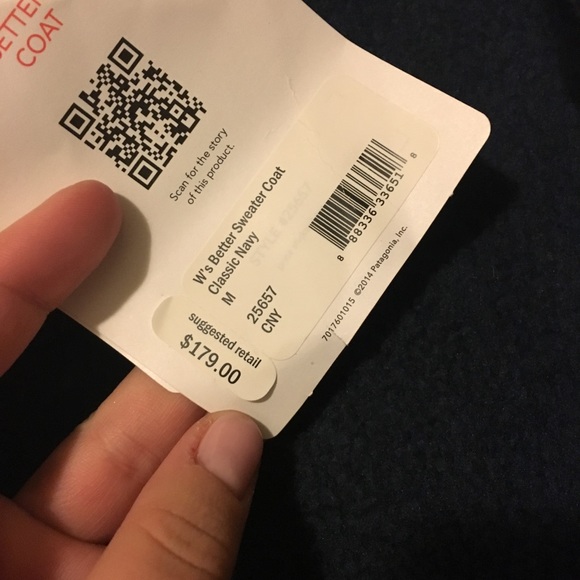 BETTER
COAT
Scan for the story
of this product.
W's Better Sweater Coat
Classic Navy
M
25657
CNY
8 88336 33651 8
7017601015 ©2014 Patagonia, Inc.
suggested retail
$179.00